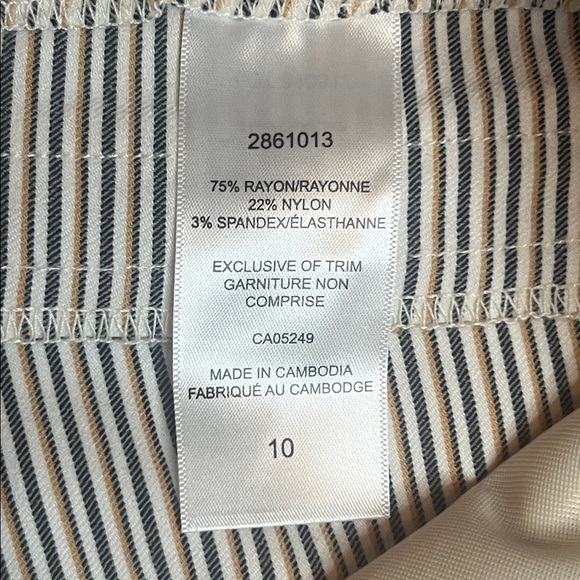 2861013
75% RAYON/RAYONNE
22% NYLON
3% SPANDEX/ÉLASTHANNE
EXCLUSIVE OF TRIM
GARNITURE NON
COMPRISE
CA05249
MADE IN CAMBODIA
FABRIQUÉ AU CAMBODGE
10